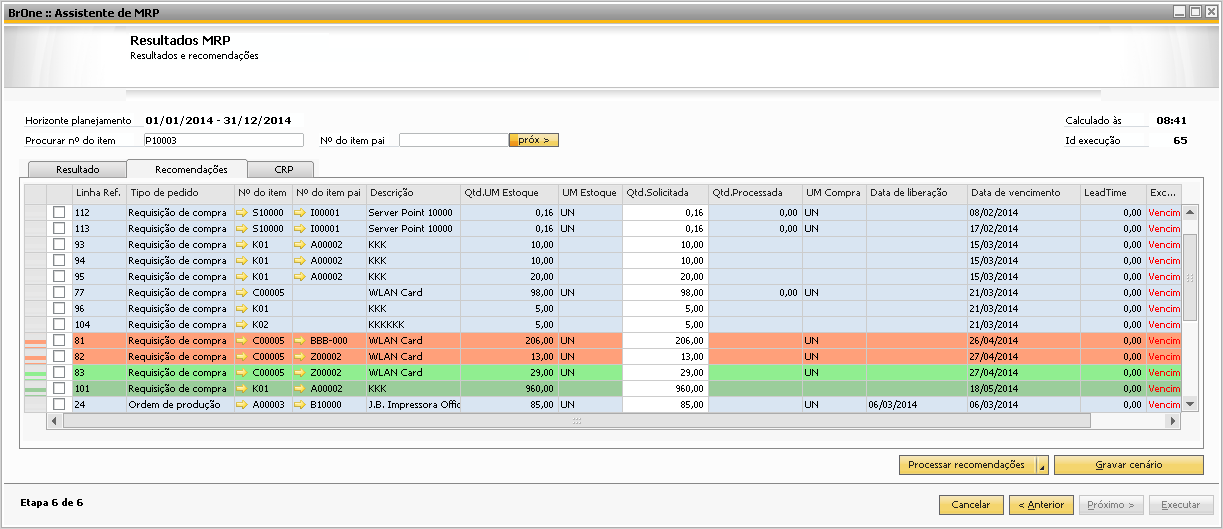 BrOne :: Assistente de MRP
Resultados MRP
Resultados e recomendações
Horizonte planejamento 01/01/2014 - 31/12/2014 Calculado às 08:41
Procurar nº do item P10003 Nº do item pai próx > Id execução 65
Resultado Recomendações CRP
Linha Ref. Tipo de pedido Nº do item Nº do item pai Descrição Qtd.UM Estoque UM Estoque Qtd.Solicitada Qtd.Processada UM Compra Data de liberação Data de vencimento LeadTime Exc...
112 Requisição de compra S10000 I00001 Server Point 10000 0,16 UN 0,16 0,00 UN 08/02/2014 0,00 Vencim
113 Requisição de compra S10000 I00001 Server Point 10000 0,16 UN 0,16 0,00 UN 17/02/2014 0,00 Vencim
93 Requisição de compra K01 A00002 KKK 10,00 10,00 15/03/2014 0,00 Vencim
94 Requisição de compra K01 A00002 KKK 10,00 10,00 15/03/2014 0,00 Vencim
95 Requisição de compra K01 A00002 KKK 20,00 20,00 15/03/2014 0,00 Vencim
77 Requisição de compra C00005 WLAN Card 98,00 UN 98,00 0,00 UN 21/03/2014 0,00 Vencim
96 Requisição de compra K01 KKK 5,00 5,00 21/03/2014 0,00 Vencim
104 Requisição de compra K02 KKKKKK 5,00 5,00 21/03/2014 0,00 Vencim
81 Requisição de compra C00005 BBB-000 WLAN Card 206,00 UN 206,00 UN 26/04/2014 0,00 Vencim
82 Requisição de compra C00005 Z00002 WLAN Card 13,00 UN 13,00 UN 27/04/2014 0,00 Vencim
83 Requisição de compra C00005 Z00002 WLAN Card 29,00 UN 29,00 UN 27/04/2014 0,00 Vencim
101 Requisição de compra K01 A00002 KKK 960,00 960,00 18/05/2014 0,00 Vencim
24 Ordem de produção A00003 B10000 J.B. Impressora Offic 85,00 UN 85,00 UN 06/03/2014 06/03/2014 0,00 Vencim
Processar recomendações Gravar cenário
Etapa 6 de 6 Cancelar < Anterior Próximo > Executar